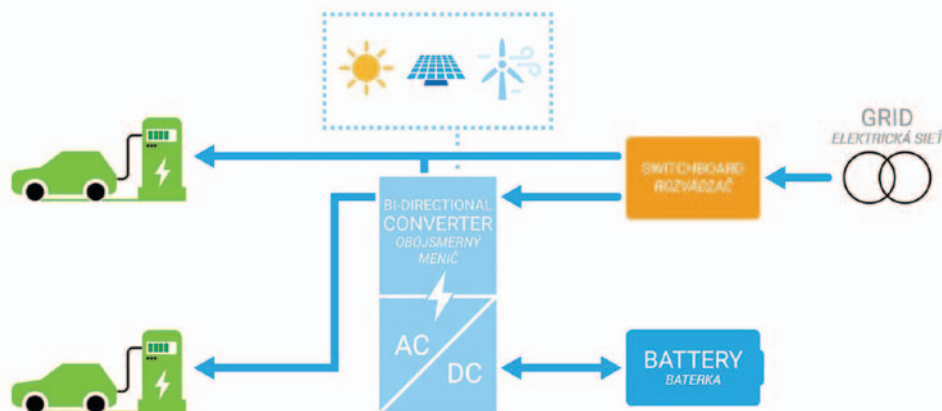 GRID
ELEKTRICKÁ SIEŤ
SWITCHBOARD
ROZVÁDZAČ
BI-DIRECTIONAL
CONVERTER
OBOJSMERNÝ
MENIČ
AC
DC
BATTERY
BATERKA